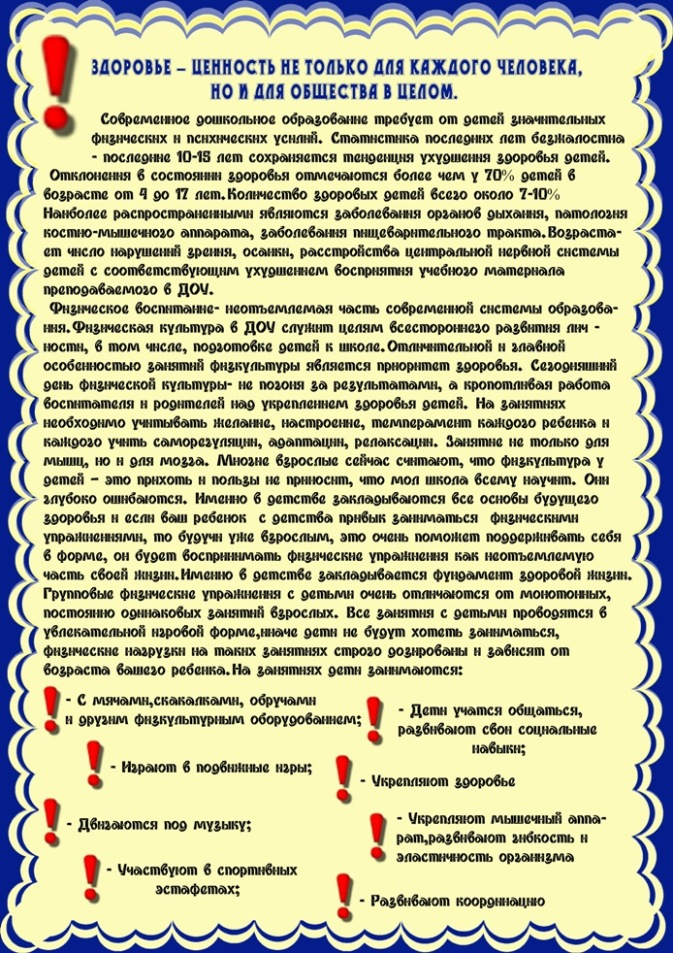 ЗДОРОВЬЕ – ЦЕННОСТЬ НЕ ТОЛЬКО ДЛЯ КАЖДОГО ЧЕЛОВЕКА,
НО И ДЛЯ ОБЩЕСТВА В ЦЕЛОМ.
Современное дошкольное образование требует от детей значительных
физических и психических усилий. Статистика последних лет безжалостна
- последние 10-15 лет сохраняется тенденция ухудшения здоровья детей.
Отклонения в состоянии здоровья отмечаются более чем у 70% детей в
возрасте от 4 до 17 лет.Количество здоровых детей всего около 7-10%
Наиболее распространенными являются заболевания органов дыхания, патология
костно-мышечного аппарата, заболевания пищеварительного тракта.Возраста-
ет число нарушений зрения, осанки, расстройства центральной нервной системы
детей с соответствующим ухудшением восприятия учебного материала
преподаваемого в ДОУ.
Физическое воспитание- неотъемлемая часть современной системы образова-
ния.Физическая культура в ДОУ служит целям всестороннего развития лич -
ности, в том числе, подготовке детей к школе.Отличительной и главной
особенностью занятий физкультуры является приоритет здоровья. Сегодняшний
день физической культуры- не погоня за результатами, а кропотливая работа
воспитателя и родителей над укреплением здоровья детей. На занятиях
необходимо учитывать желание, настроение, темперамент каждого ребенка и
каждого учить саморегуляции, адаптации, релаксации. Занятие не только для
мышц, но и для мозга. Многие взрослые сейчас считают, что физкультура у
детей – это прихоть и пользы не приносит, что мол школа всему научит. Они
глубоко ошибаются. Именно в детстве закладываются все основы будущего
здоровья и если ваш ребенок с детства привык заниматься физическими
упражнениями, то будучи уже взрослым, это очень поможет поддерживать себя
в форме, он будет воспринимать физические упражнения как неотъемлемую
часть своей жизни.Именно в детстве закладывается фундамент здоровой жизни.
Групповые физические упражнения с детьми очень отличаются от монотонных,
постоянно одинаковых занятий взрослых. Все занятия с детьми проводятся в
увлекательной игровой форме,иначе дети не будут хотеть заниматься,
физические нагрузки на таких занятиях строго дозированы и зависят от
возраста вашего ребенка.На занятиях дети занимаются:
- С мячами,скакалками, обручами
и другим физкультурным оборудованием;
- Играют в подвижные игры;
- Двигаются под музыку;
- Участвуют в спортивных
эстафетах;
- Дети учатся общаться,
развивают свои социальные
навыки;
- Укрепляют здоровье
- Укрепляют мышечный аппа-
рат,развивают гибкость и
эластичность организма
- Развивают координацию